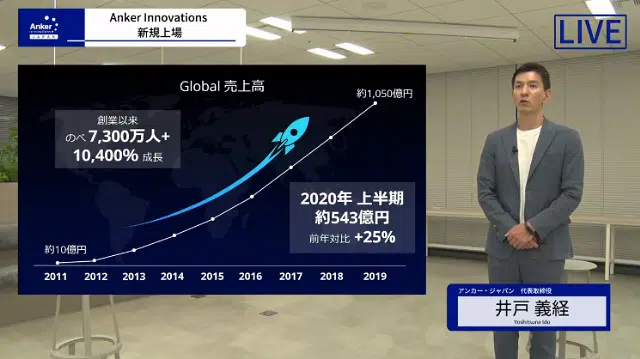 Anker
Innovations
JAPAN
Anker Innovations
新規上場
LIVE
Global 売上高
創業以来
のべ 7,300万人+
10,400% 成長
約1,050億円
2020年 上半期
約543億円
前年対比 +25%
約10億円
2011 2012 2013 2014 2015 2016 2017 2018 2019
アンカー・ジャパン 代表取締役
井戸 義経
Yoshitsune Ido